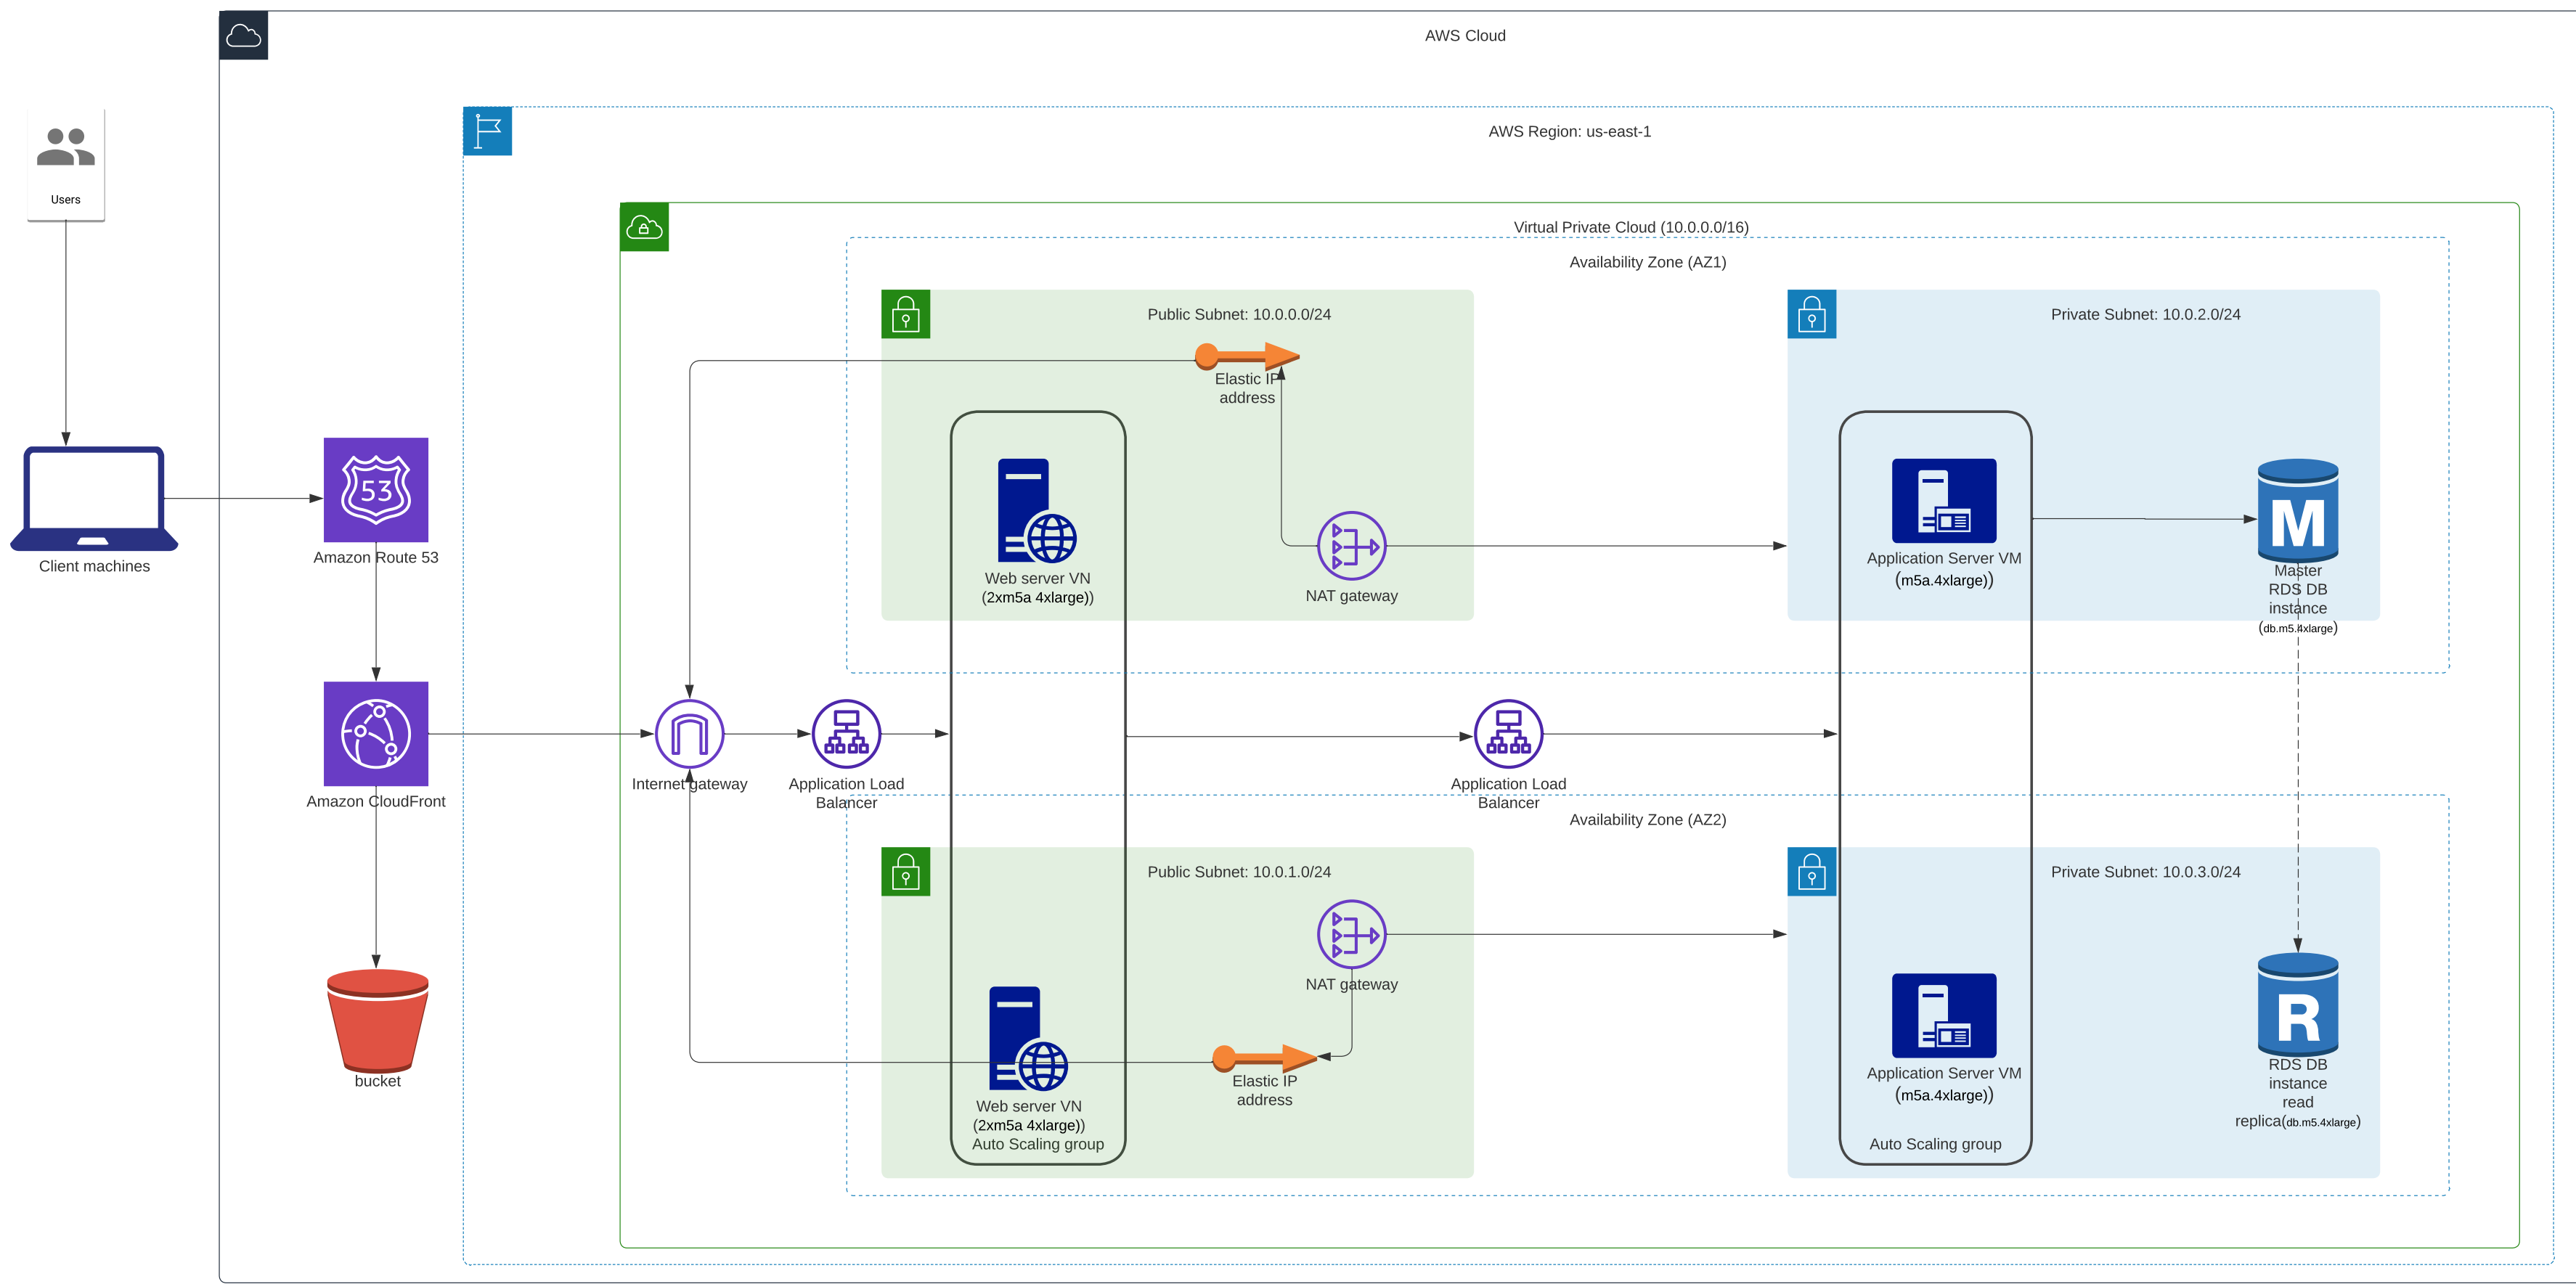 AWS Cloud
AWS Region: us-east-1
Users
Virtual Private Cloud (10.0.0.0/16)
Availability Zone (AZ1)
Public Subnet: 10.0.0.0/24
Private Subnet: 10.0.2.0/24
Elastic IP
address
53
Amazon Route 53
Client machines
Web server VN
(2xm5a 4xlarge))
NAT gateway
Application Server VM
(m5a.4xlarge))
M
Master
RDS DB
instance
(db.m5.4xlarge)
Amazon CloudFront
Internet gateway
Application Load
Balancer
Application Load
Balancer
Availability Zone (AZ2)
Public Subnet: 10.0.1.0/24
Private Subnet: 10.0.3.0/24
NAT gateway
bucket
Elastic IP
address
Web server VN
(2xm5a 4xlarge))
Auto Scaling group
Application Server VM
(m5a.4xlarge))
Auto Scaling group
R
RDS DB
instance
read
replica(db.m5.4xlarge)